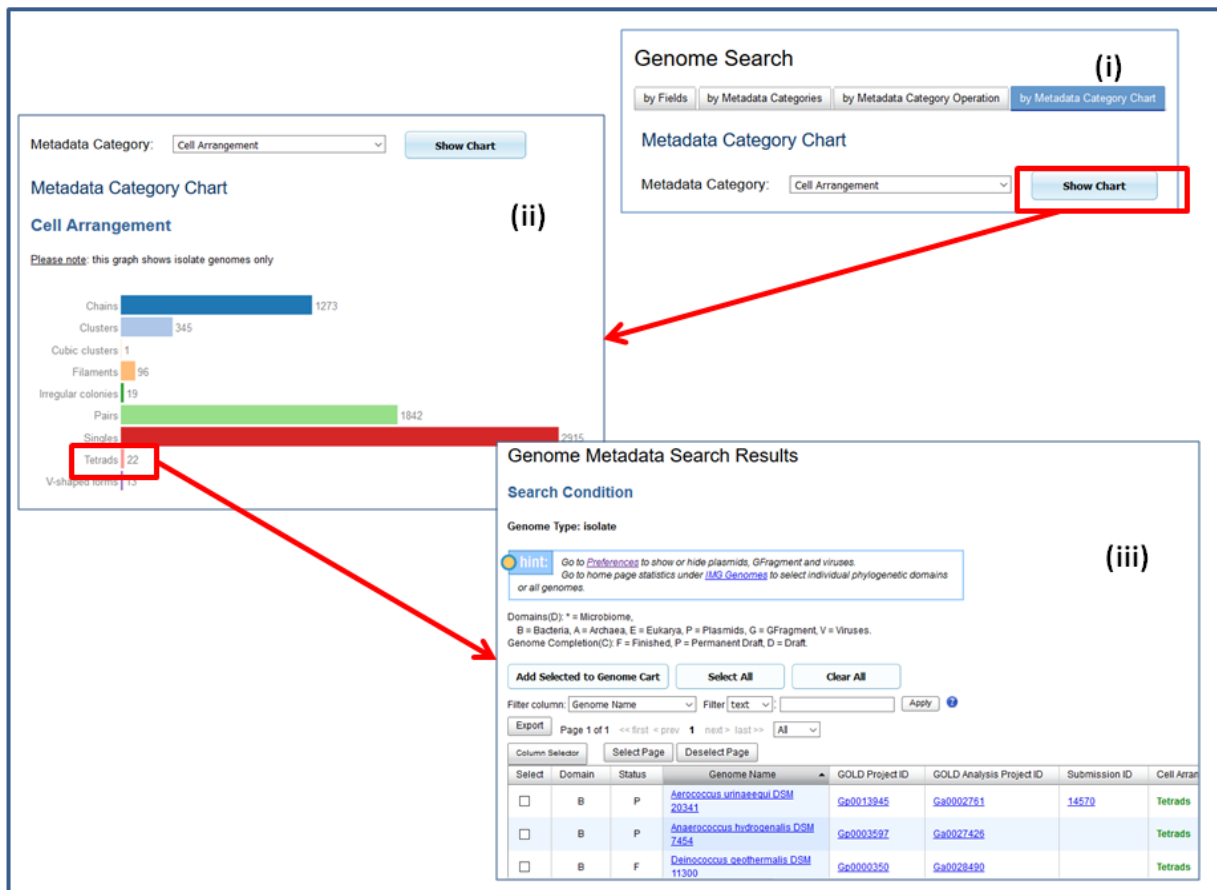 Genome Search
(i)
by Fields by Metadata Categories by Metadata Category Operation by Metadata Category Chart
Metadata Category Chart
Metadata Category: Cell Arrangement Show Chart
Metadata Category: Cell Arrangement Show Chart
Metadata Category Chart
(ii)
Cell Arrangement
Please note: this graph shows isolate genomes only
Chains 1273
Clusters 345
Cubic clusters 1
Filaments 96
Irregular colonies 19
Pairs 1842
Singles 2915
Tetrads 22
V-shaped forms 13
Genome Metadata Search Results
Search Condition
(iii)
Genome Type: isolate
hint: Go to Preferences to show or hide plasmids, GFragment and viruses.
Go to home page statistics under IMG Genomes to select individual phylogenetic domains
or all genomes.
Domains(D): * = Microbiome,
B = Bacteria, A = Archaea, E = Eukarya, P = Plasmids, G = GFragment, V = Viruses.
Genome Completion(C): F = Finished, P = Permanent Draft, D = Draft.
Add Selected to Genome Cart Select All Clear All
Filter column: Genome Name Filter text : Apply ?
Export Page 1 of 1 << first < prev 1 next > last >> All
Column Selector Select Page Deselect Page
Select Domain Status Genome Name GOLD Project ID GOLD Analysis Project ID Submission ID Cell Arran
B P Aerococcus urinaeequi DSM 20341 Gp0013945 Ga0002761 14570 Tetrads
B P Anaerococcus hydrogenalis DSM 7454 Gp0003597 Ga0027426 Tetrads
B F Deinococcus geothermalis DSM 11300 Gp0000350 Ga0028490 Tetrads